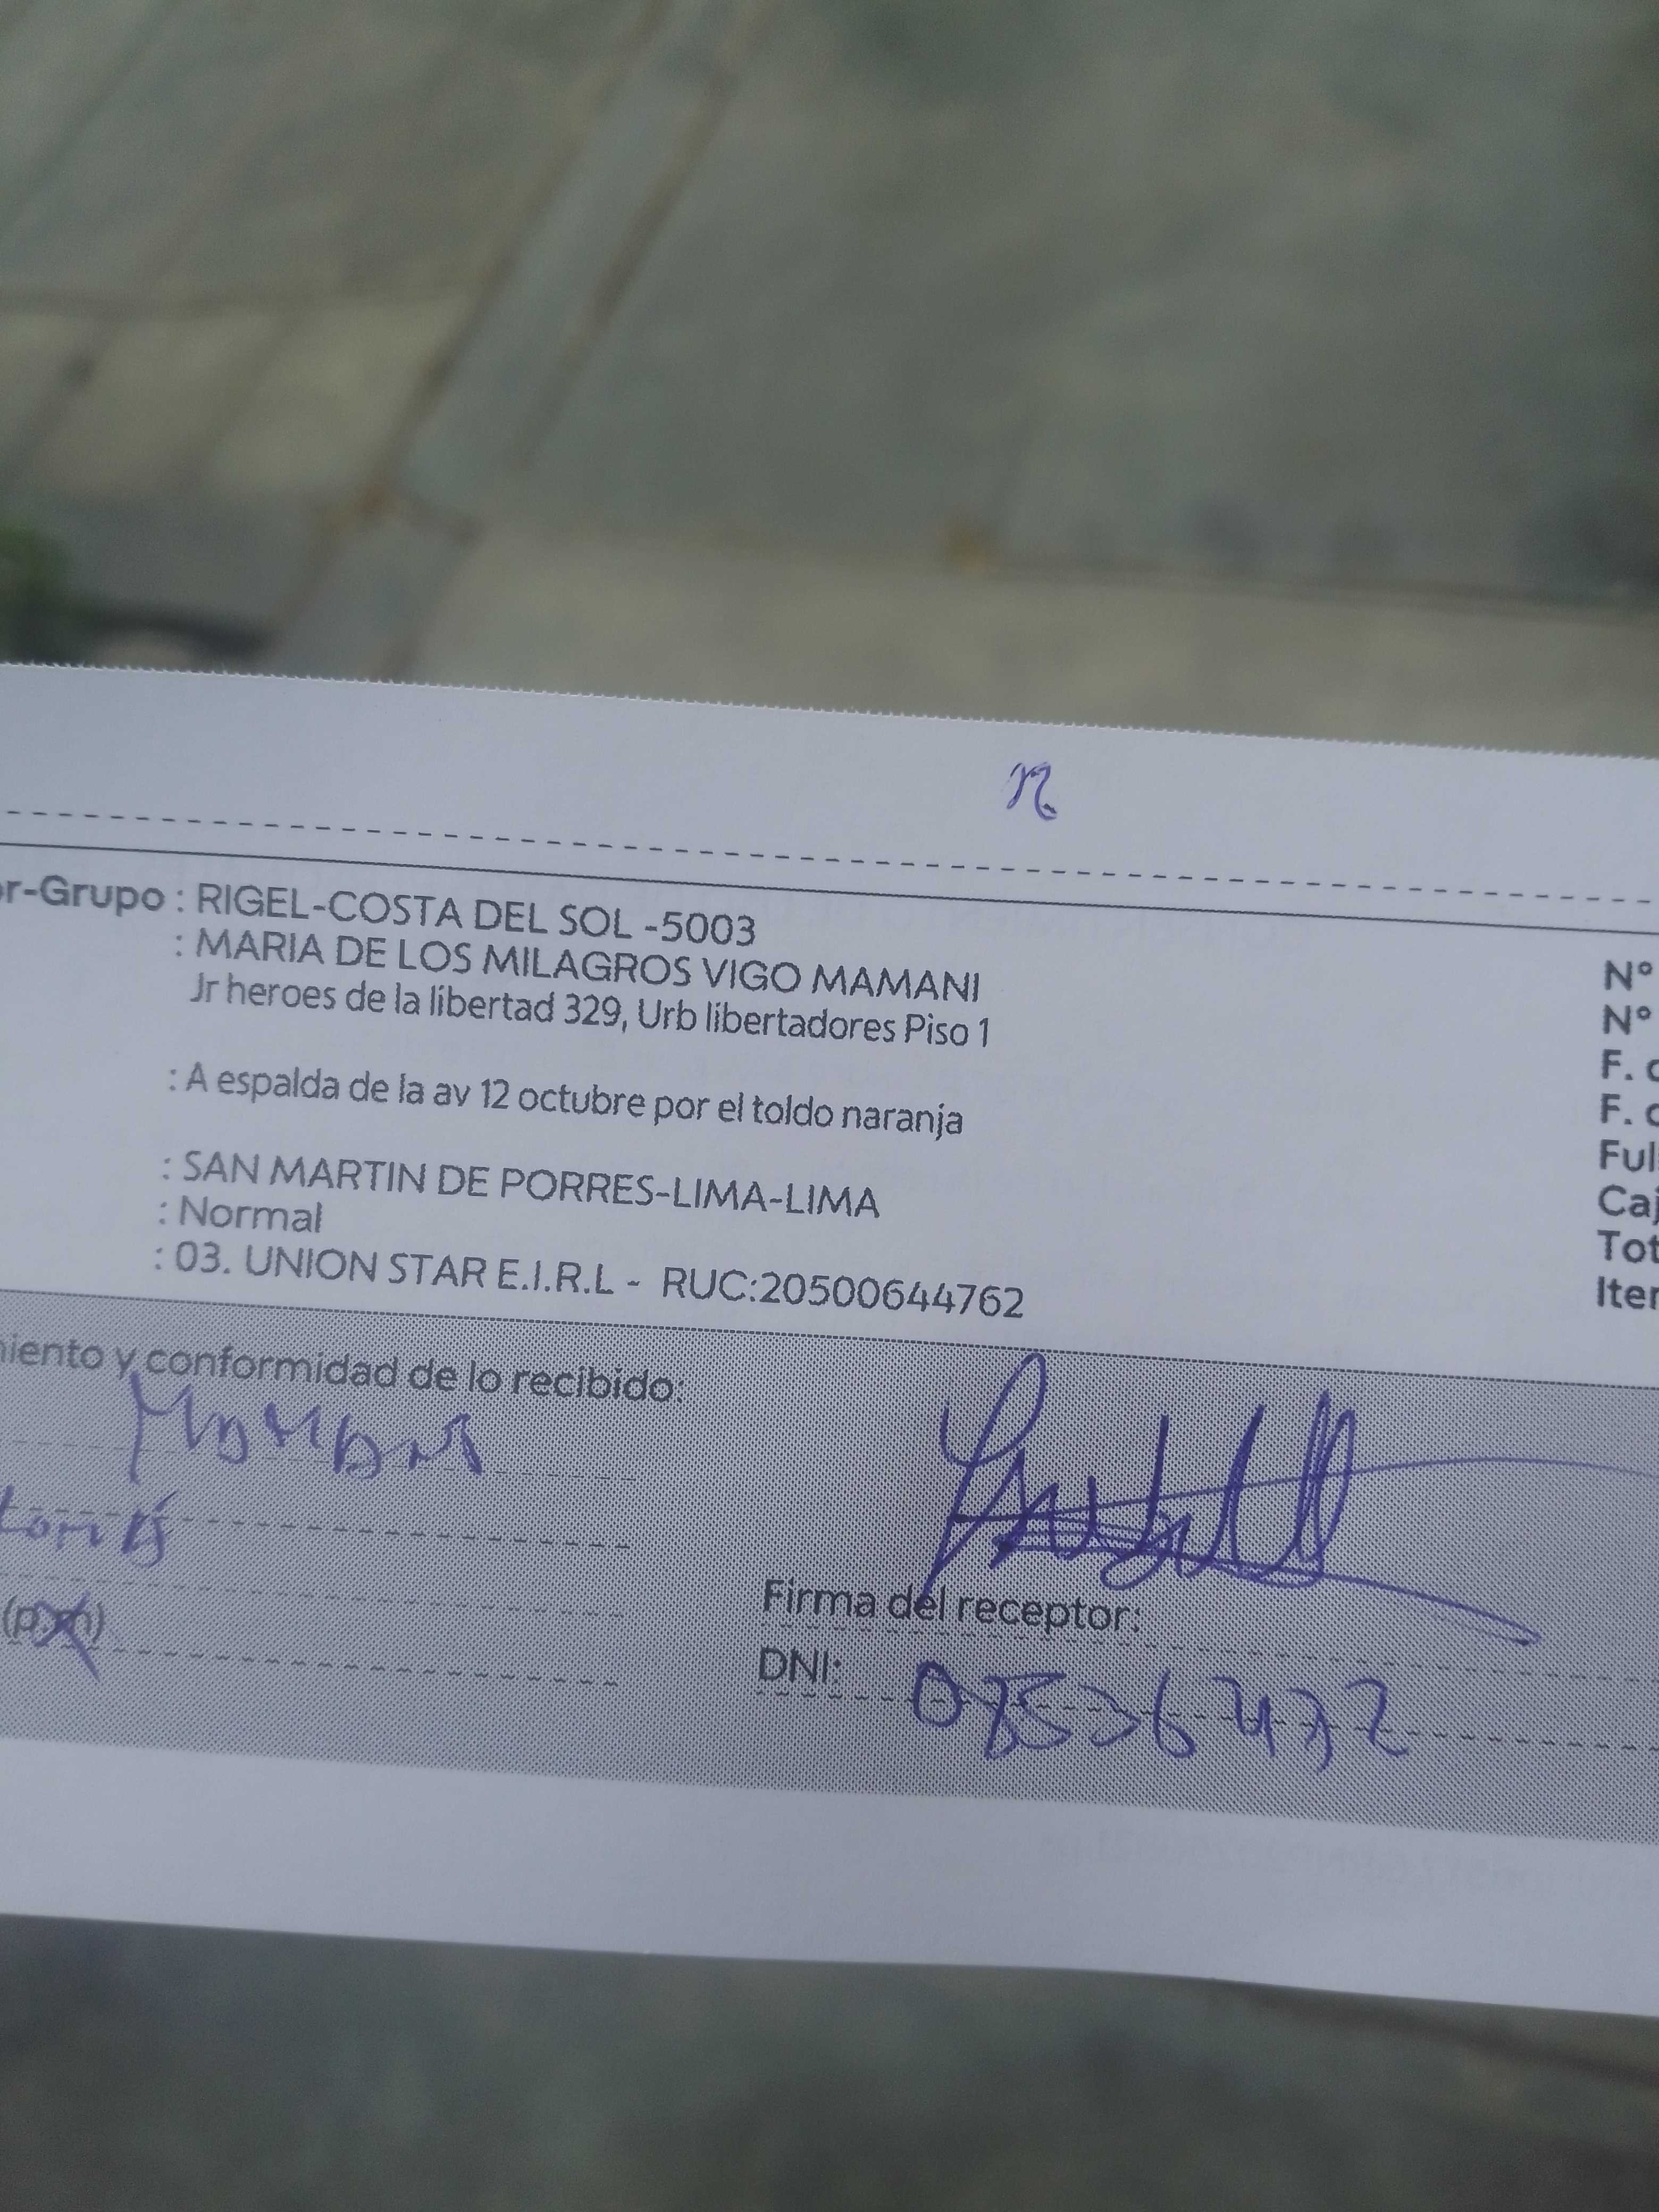 r-Grupo : RIGEL-COSTA DEL SOL -5003
: MARIA DE LOS MILAGROS VIGO MAMANI
Jr heroes de la libertad 329, Urb libertadores Piso 1
: A espalda de la av 12 octubre por el toldo naranja
: SAN MARTIN DE PORRES-LIMA-LIMA
: Normal
: 03. UNION STAR E.I.R.L - RUC:20500644762
N°
N°
F.
F.
Ful
Caj
Tot
Iter
miento y conformidad de lo recibido:
(p.m)
Firma del receptor:
DNI: